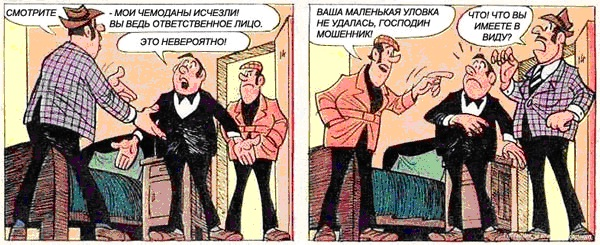 СМОТРИТЕ - МОИ ЧЕМОДАНЫ ИСЧЕЗЛИ!
ВЫ ВЕДЬ ОТВЕТСТВЕННОЕ ЛИЦО.
ЭТО НЕВЕРОЯТНО!
ВАША МАЛЕНЬКАЯ УЛОВКА
НЕ УДАЛАСЬ, ГОСПОДИН
МОШЕННИК!
ЧТО! ЧТО ВЫ
ИМЕЕТЕ В
ВИДУ?